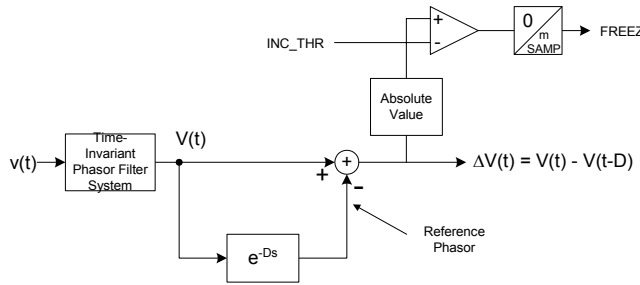 +
-
INC_THR
0
m
SAMP
FREEZ
Absolute
Value
Time-
Invariant
Phasor Filter
System
v(t)
V(t)
+
+
-
ΔV(t) = V(t) - V(t-D)
Reference
Phasor
e-Ds